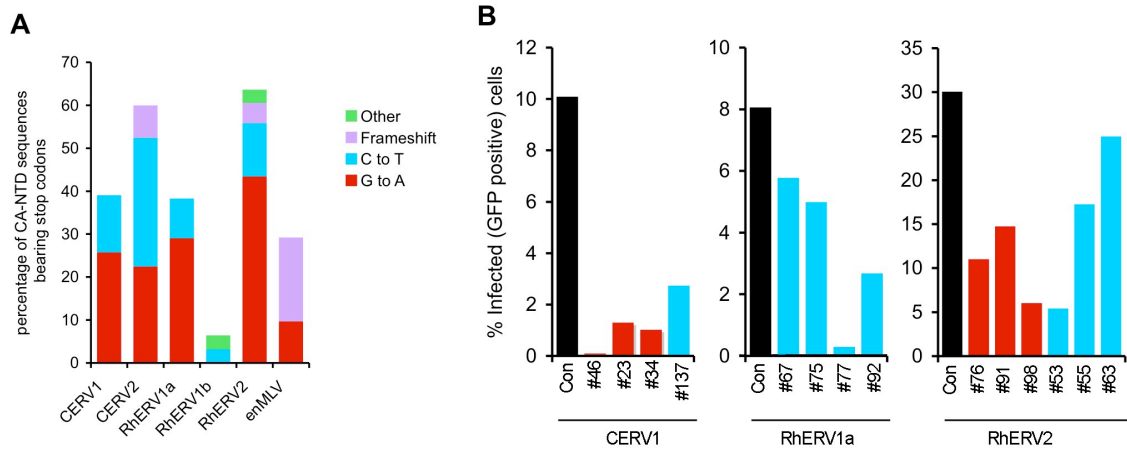 A
percentage of CA-NTD sequences
bearing stop codons
70
60
50
40
30
20
10
0
CERV1
CERV2
RhERV1a
RhERV1b
RhERV2
enMLV
Other
Frameshift
C to T
G to A
B
% Infected (GFP positive) cells
12
10
8
6
4
2
0
Con
#46
#23
#34
#137
CERV1
10
8
6
4
2
0
Con
#67
#75
#77
#92
RhERV1a
35
30
25
20
15
10
5
0
Con
#76
#91
#98
#53
#55
#63
RhERV2